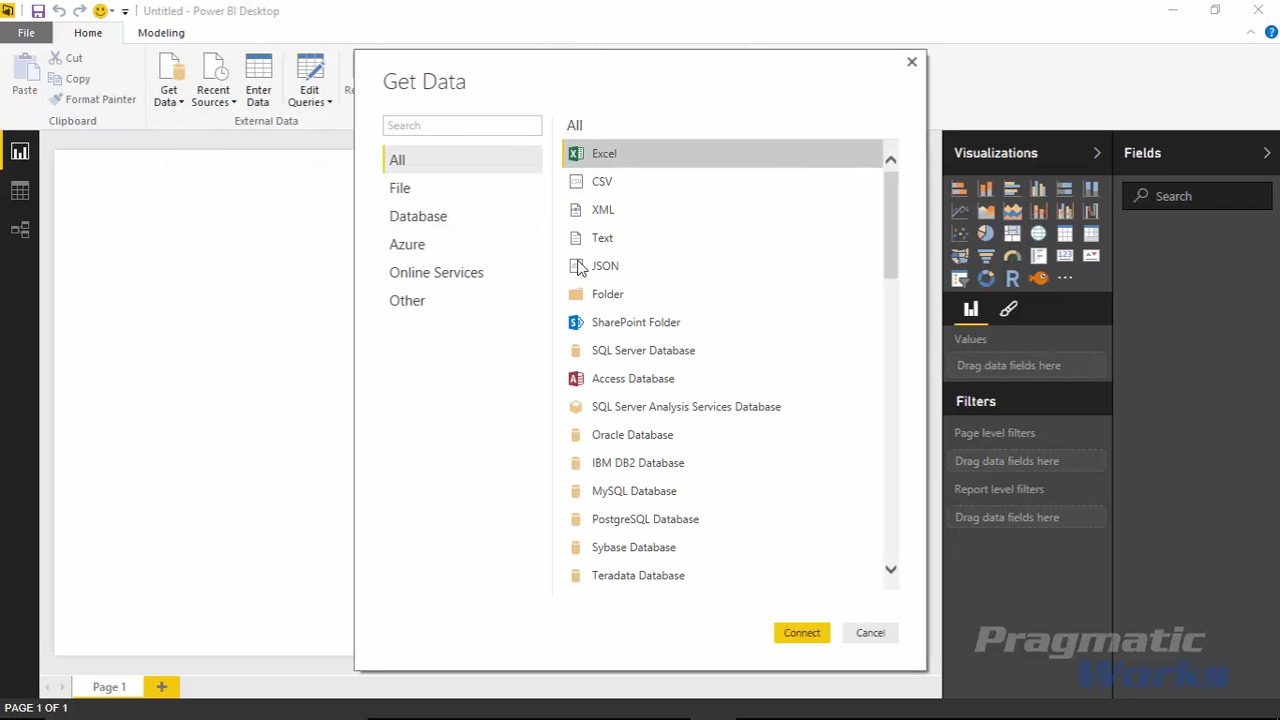 Untitled - Power BI Desktop
File
Home
Modeling
Paste
Cut
Copy
Format Painter
Clipboard
Get Data
Recent Sources
Enter Data
Edit Queries
Re
External Data
Get Data
Search
All
File
Database
Azure
Online Services
Other
All
Excel
CSV
XML
Text
JSON
Folder
SharePoint Folder
SQL Server Database
Access Database
SQL Server Analysis Services Database
Oracle Database
IBM DB2 Database
MySQL Database
PostgreSQL Database
Sybase Database
Teradata Database
Connect
Cancel
Visualizations
Fields
Search
R
Values
Drag data fields here
Filters
Page level filters
Drag data fields here
Report level filters
Drag data fields here
Pragmatic
Works
Page 1
PAGE 1 OF 1